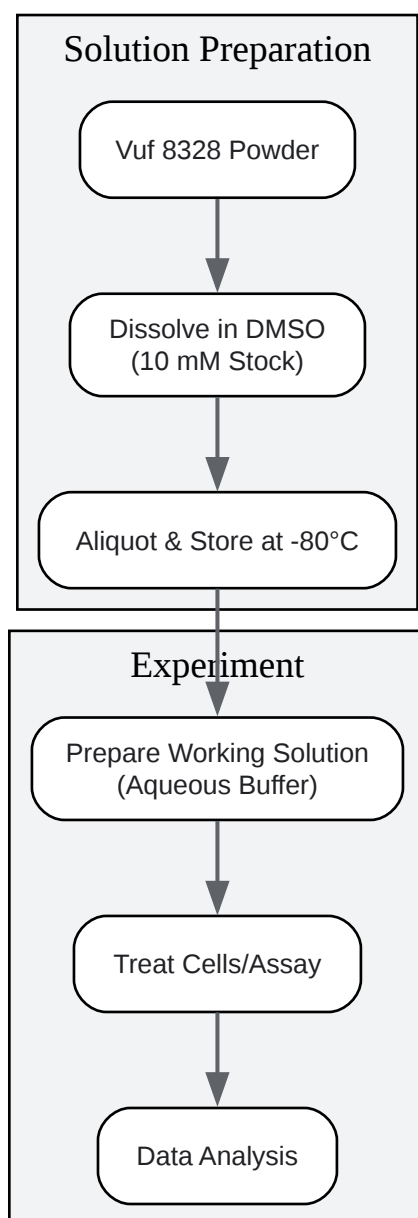 Solution Preparation
Vuf 8328 Powder
Dissolve in DMSO
(10 mM Stock)
Aliquot & Store at -80°C
Experiment
Prepare Working Solution
(Aqueous Buffer)
Treat Cells/Assay
Data Analysis